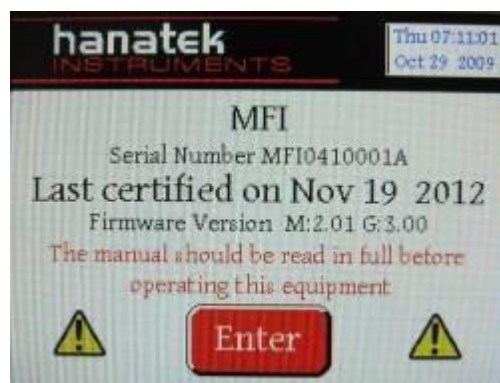 hanatek
INSTRUMENTS
Thu 07:11:01
Oct 29 2009
MFI
Serial Number MFI0410001A
Last certified on Nov 19 2012
Firmware Version M:2.01 G:3.00
The manual should be read in full before
operating this equipment
Enter